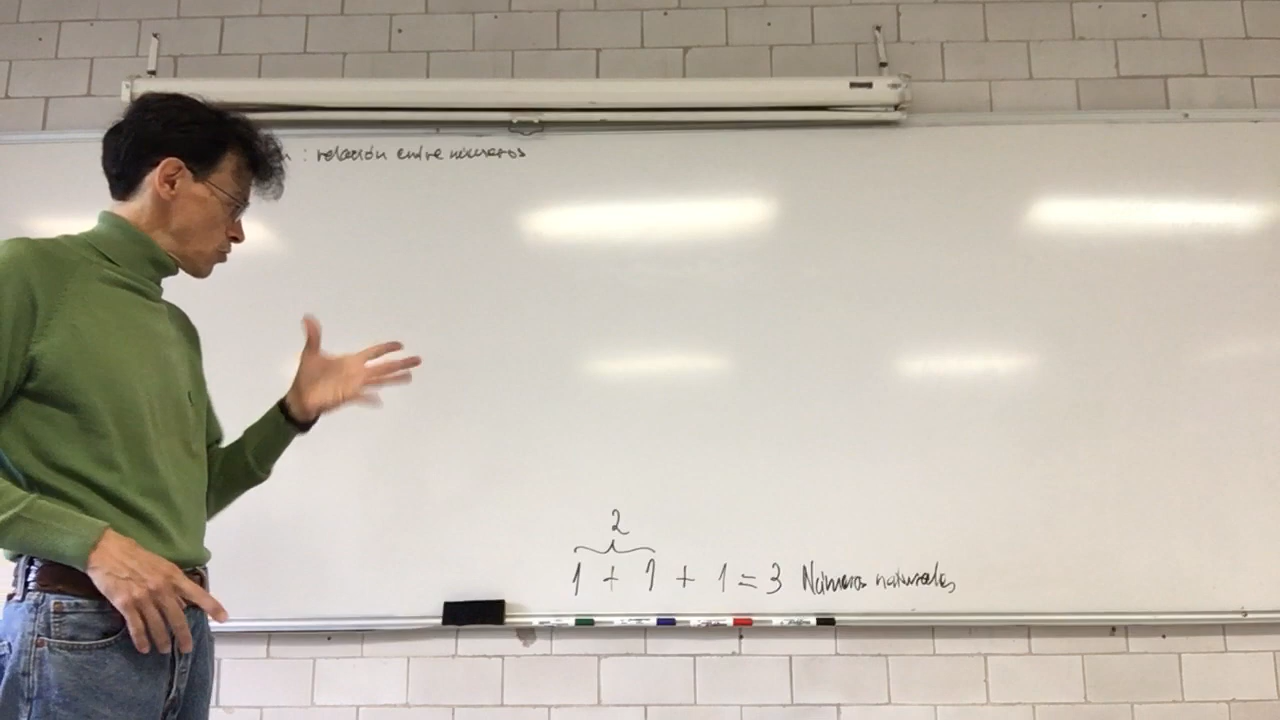 : relación entre números
2
1 + 1 + 1 = 3 Números naturales